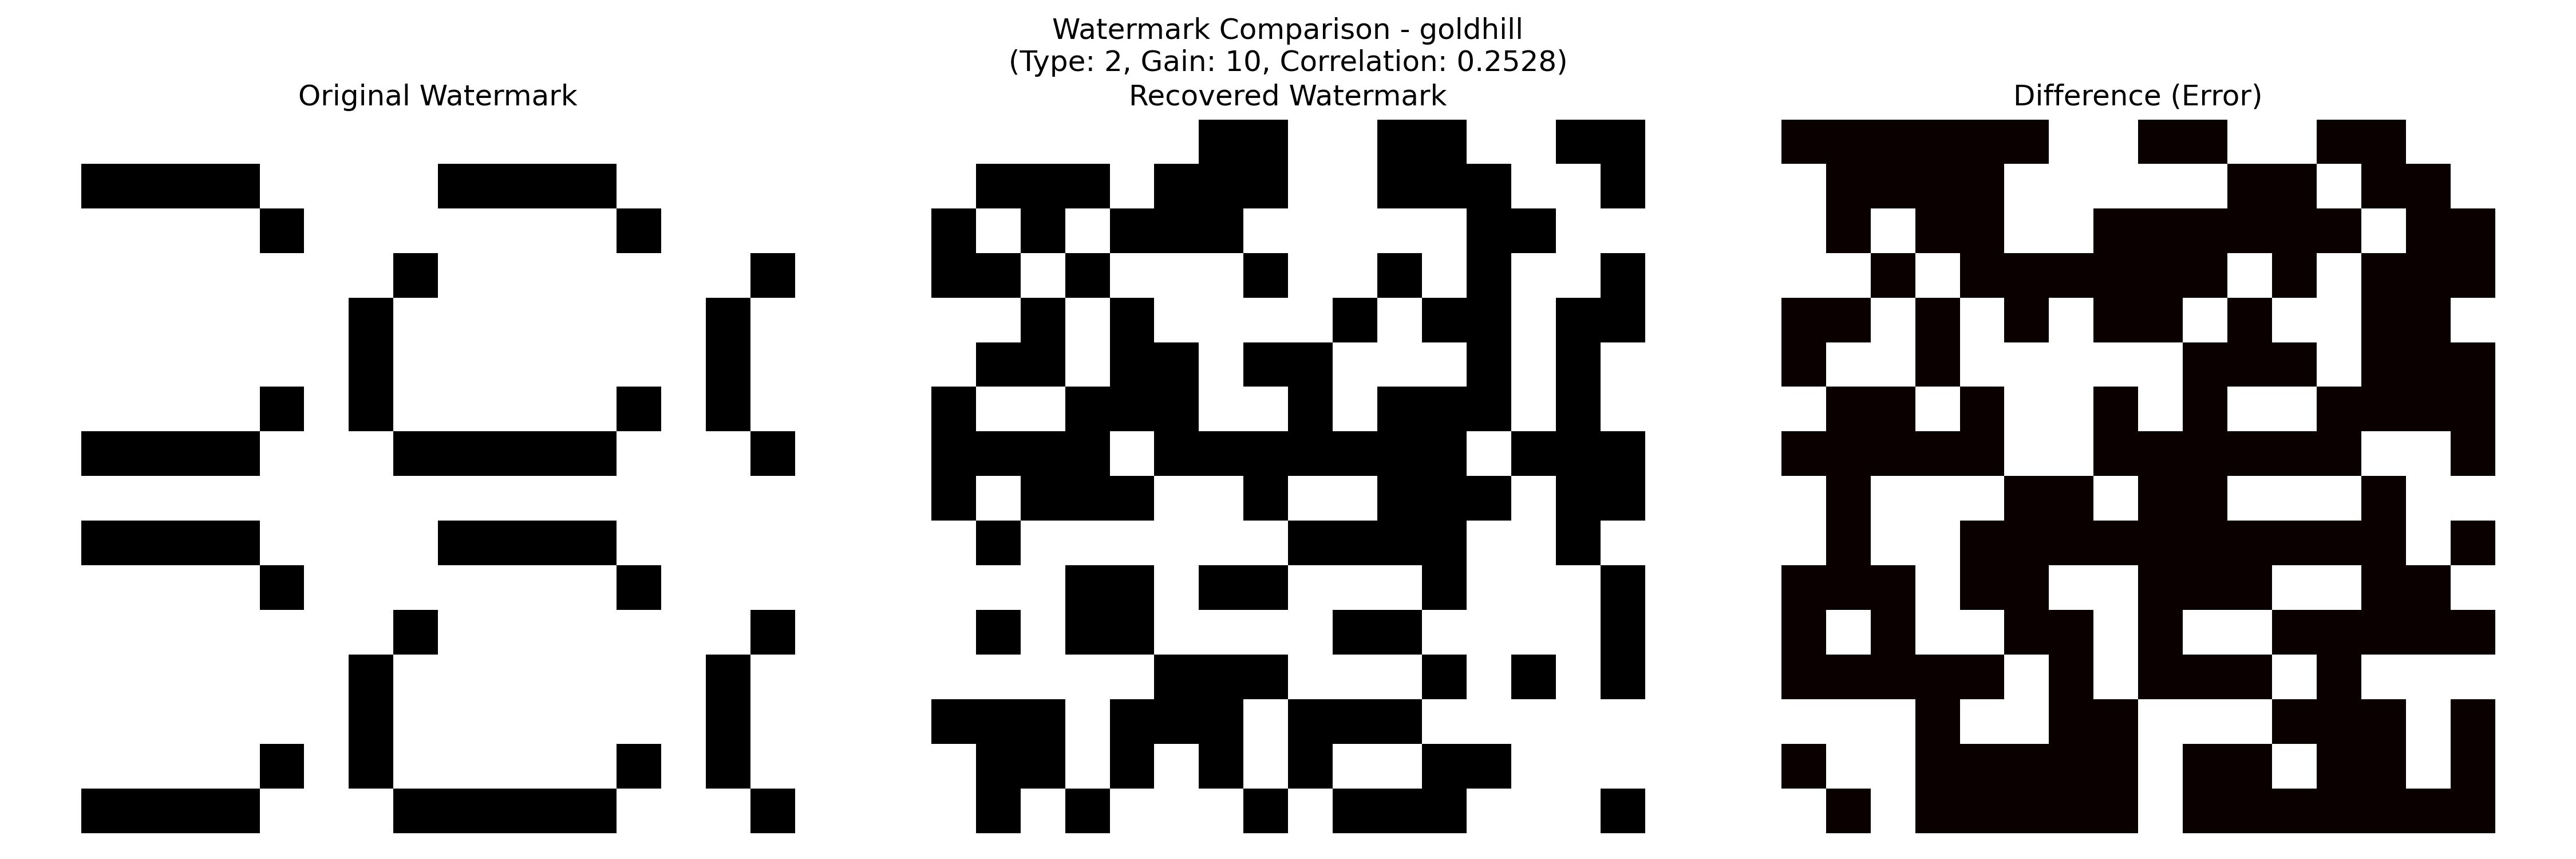 Watermark Comparison - goldhill
(Type: 2, Gain: 10, Correlation: 0.2528)
Original Watermark
Recovered Watermark
Difference (Error)